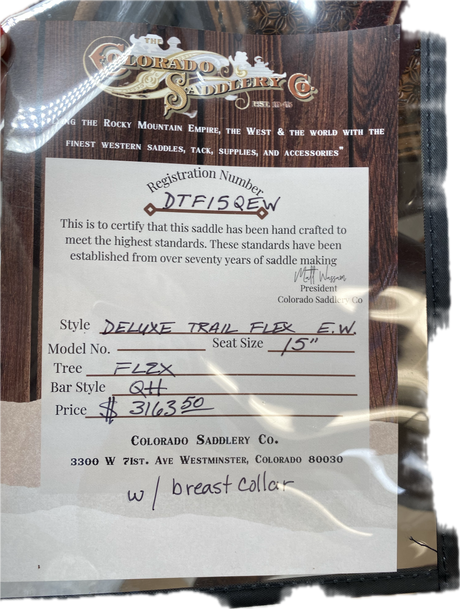 THE
COLORADO
SADDLERY CO.
EST. 1945
THE ROCKY MOUNTAIN EMPIRE, THE WEST & THE WORLD WITH THE
FINEST WESTERN SADDLES, TACK, SUPPLIES, AND ACCESSORIES"
Registration Number
DTF15QEW
This is to certify that this saddle has been hand crafted to
meet the highest standards. These standards have been
established from over seventy years of saddle making
Matt
President
Colorado Saddlery Co
Style DELUXE TRAIL FLEX E.W.
Model No. Seat Size 15"
Tree FLEX
Bar Style QH
Price $ 3163.50
COLORADO SADDLERY CO.
3300 W 71ST. AVE WESTMINSTER, COLORADO 80030
w/ breast collar